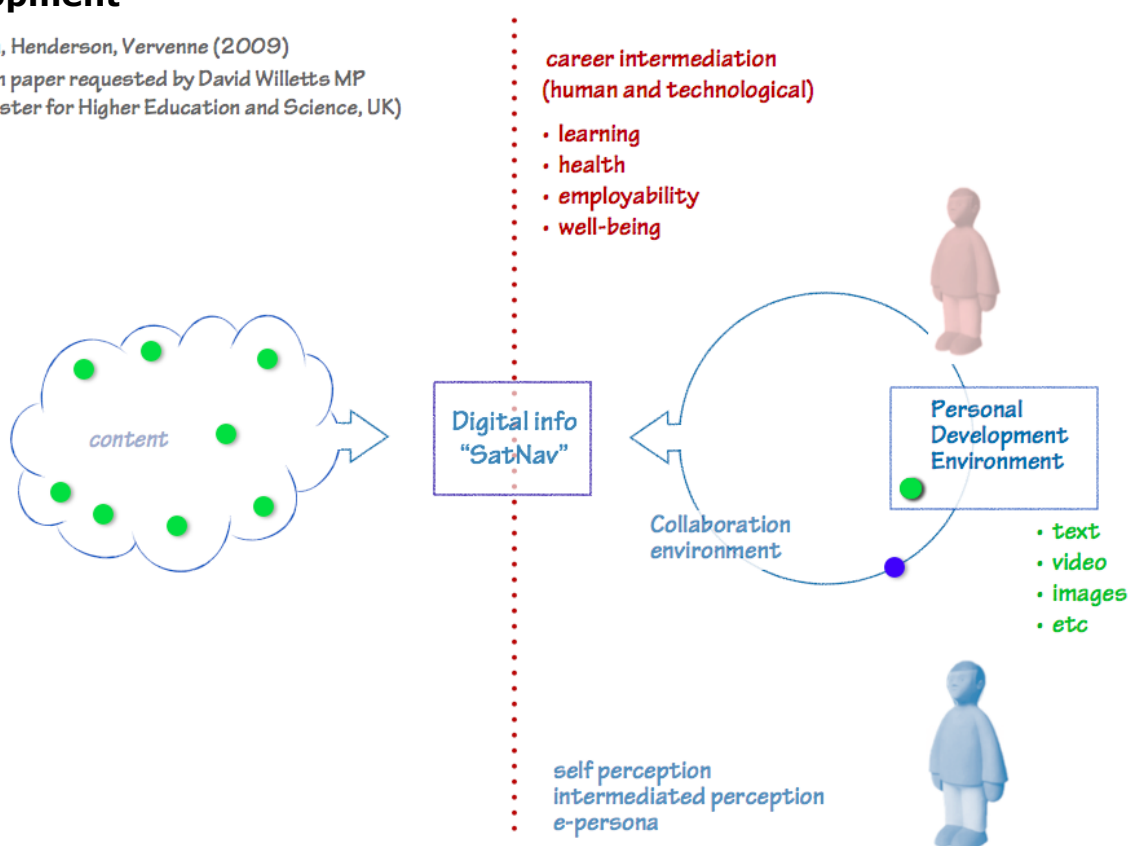 , Henderson, Vervenne (2009)
paper requested by David Willetts MP
for Higher Education and Science, UK)
career intermediation
(human and technological)
• learning
• health
• employability
• well-being
content
Digital info
“SatNav”
Personal
Development
Environment
Collaboration
environment
• text
• video
• images
• etc
self perception
intermediated perception
e-persona